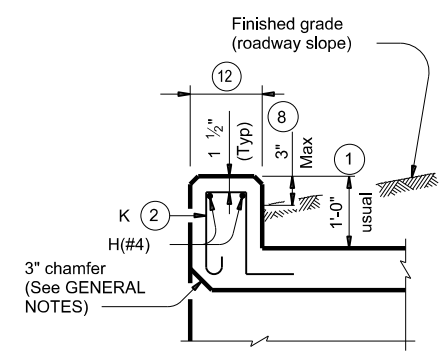 Finished grade
(roadway slope)
12
8
1 1/2"
(Typ)
3"
Max
1
1'-0"
usual
K 2
H(#4)
3" chamfer
(See GENERAL
NOTES)